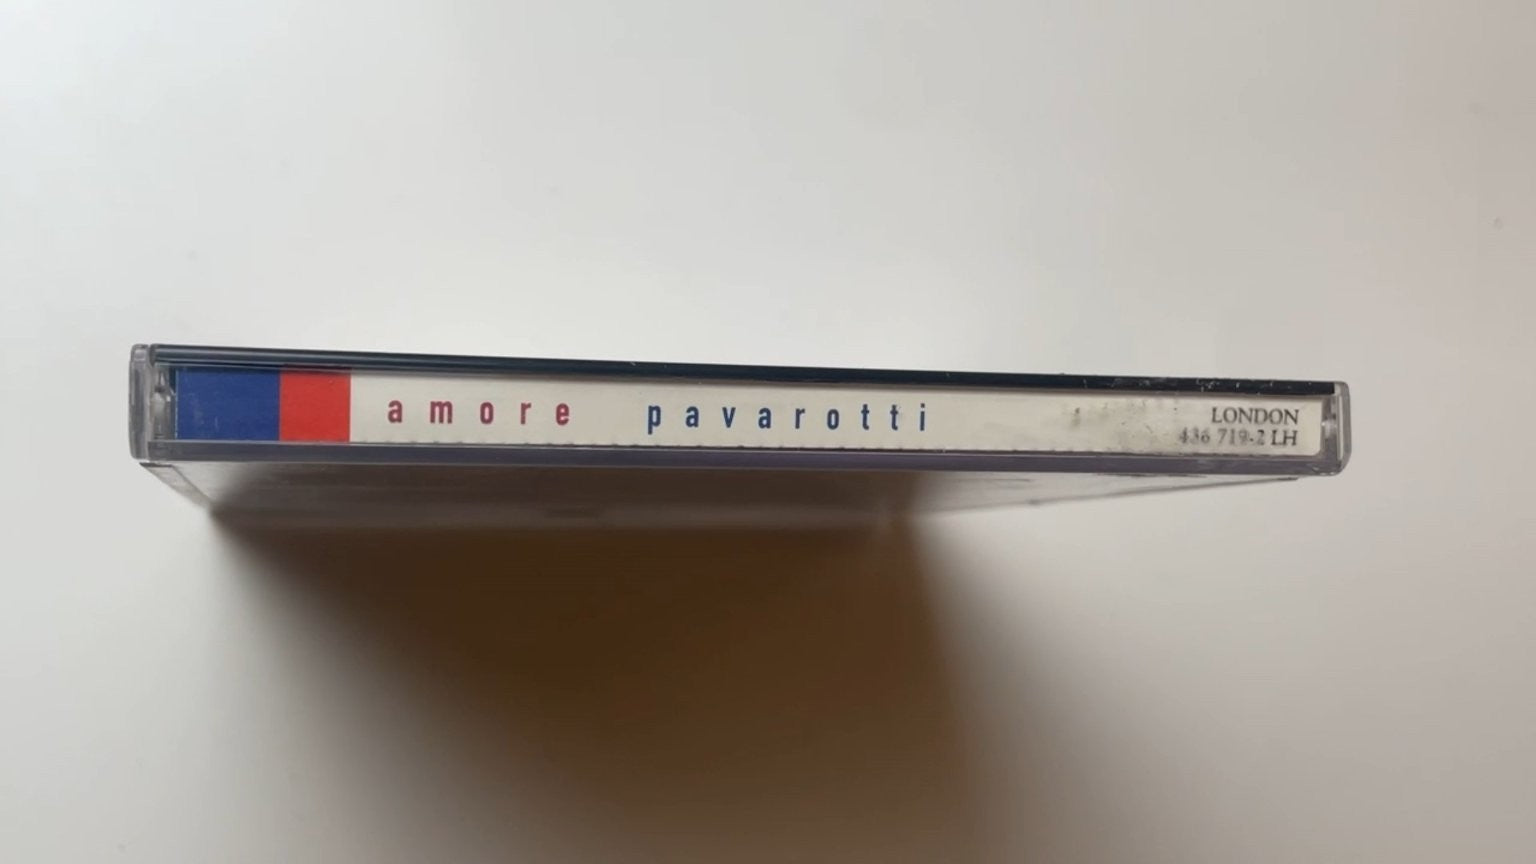 amore pavarotti
LONDON
436 719-2 LH